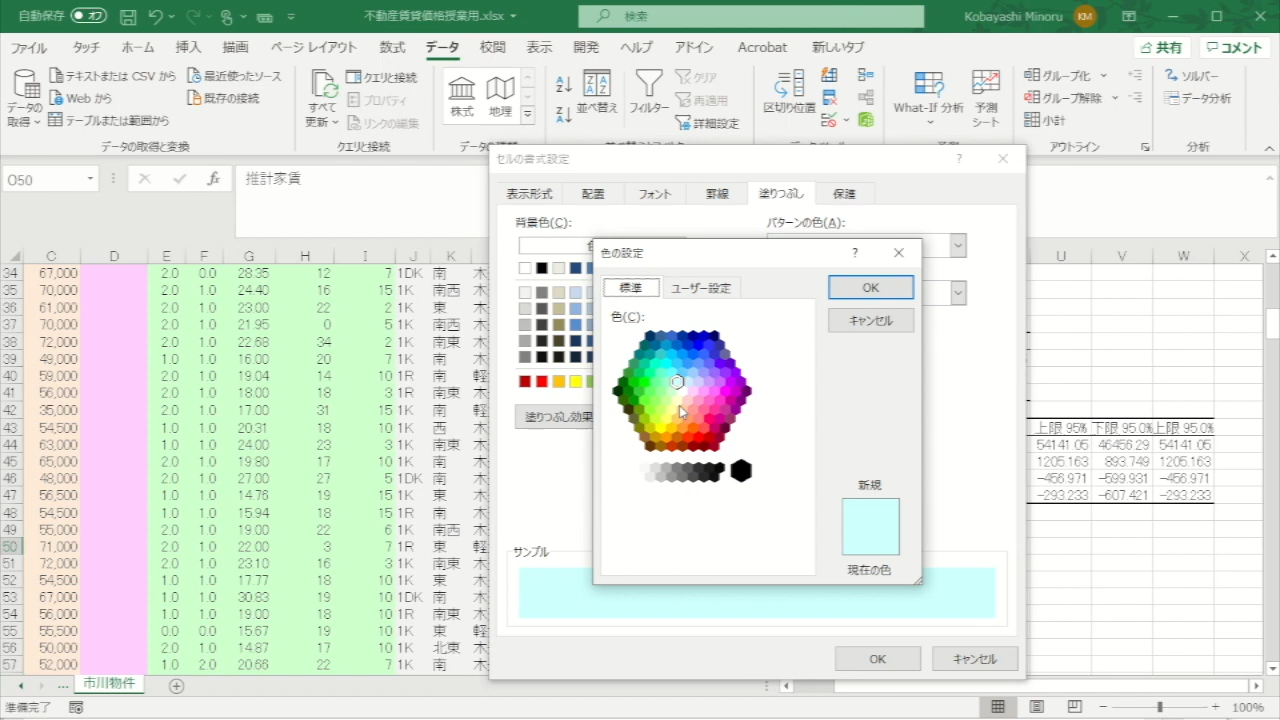 自動保存 オフ 不動産賃貸価格授業用.xlsx 検索 Kobayashi Minoru KM
ファイル タッチ ホーム 挿入 描画 ページ レイアウト 数式 データ 校閲 表示 開発 ヘルプ アドイン Acrobat 新しいタブ 共有 コメント
データの取得 テキストまたは CSV から 最近使ったソース すべて更新 クエリと接続 株式 地理 並べ替え フィルター クリア 区切り位置 What-If 分析 予測シート グループ化 ソルバー
Web から 既存の接続 プロパティ 再適用 グループ解除 データ分析
テーブルまたは範囲から リンクの編集 詳細設定 小計
データの取得と変換 クエリと接続 アウトライン 分析
O50 fx 推計家賃
C D E F G H I J K U V W X
34 67,000 2.0 0.0 28.35 12 7 1DK 南 木
35 70,000 2.0 1.0 24.40 16 15 1K 南西 木
36 61,000 2.0 1.0 23.00 22 2 1K 東 木
37 70,000 2.0 1.0 21.95 0 5 1K 南西 木
38 72,000 2.0 1.0 22.68 34 2 1K 南東 木
39 49,000 1.0 1.0 16.00 20 7 1K 南 木
40 59,000 2.0 1.0 19.04 14 10 1R 南 軽
41 56,000 1.0 1.0 18.00 18 3 1R 南東 木
42 35,000 1.0 1.0 17.00 31 15 1K 南 軽
43 54,500 1.0 1.0 20.31 13 10 1K 西 木
44 63,000 1.0 1.0 24.00 23 3 1K 南東 木
45 65,000 1.0 1.0 19.80 17 10 1K 南 木
46 48,000 1.0 1.0 27.00 27 5 1DK 南 木
47 56,500 1.0 1.0 14.76 19 15 1K 東 木
48 54,500 1.0 1.0 15.94 18 15 1R 南 木
49 55,000 2.0 1.0 19.00 22 6 1K 南西 木
50 71,000 2.0 1.0 22.00 3 7 1R 東 軽
51 72,000 2.0 1.0 23.10 16 3 1K 南東 木
52 54,500 1.0 1.0 17.77 18 10 1K 東 木
53 67,000 1.0 1.0 30.83 19 10 1DK 南 木
54 56,000 1.0 1.0 19.00 18 10 1R 南東 木
55 55,500 0.0 0.0 15.67 19 10 1K 東 軽
56 50,000 2.0 1.0 14.87 17 10 1K 北東 木
57 52,000 1.0 2.0 20.66 22 7 1K 南 木
上限 95% 下限 95.0% 上限 95.0%
54141.05 46456.29 54141.05
1205.163 893.749 1205.163
-456.971 -599.931 -456.971
-293.233 -607.421 -293.233
セルの書式設定 ?
表示形式 配置 フォント 罫線 塗りつぶし 保護
背景色(C): パターンの色(A):
塗りつぶし効果
サンプル
OK キャンセル
色の設定 ?
標準 ユーザー設定 OK
色(C): キャンセル
新規
現在の色
市川物件
準備完了 100%